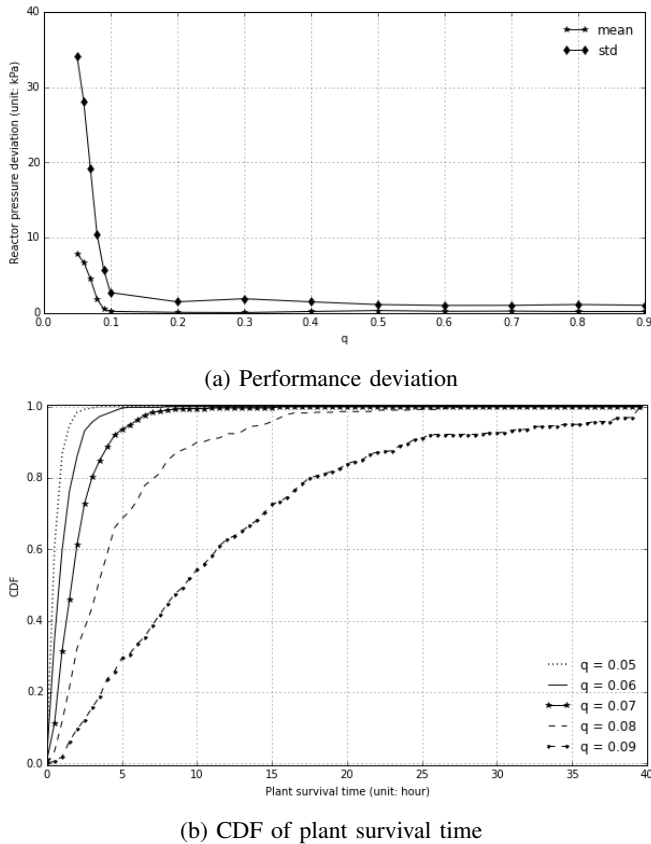 40
30
20
10
0
Reactor pressure deviation (unit: kPa)
mean
std
0.0 0.1 0.2 0.3 0.4 0.5 0.6 0.7 0.8 0.9
q
(a) Performance deviation
1.0
0.8
0.6
0.4
0.2
0.0
CDF
q = 0.05
q = 0.06
q = 0.07
q = 0.08
q = 0.09
0 5 10 15 20 25 30 35 40
Plant survival time (unit: hour)
(b) CDF of plant survival time